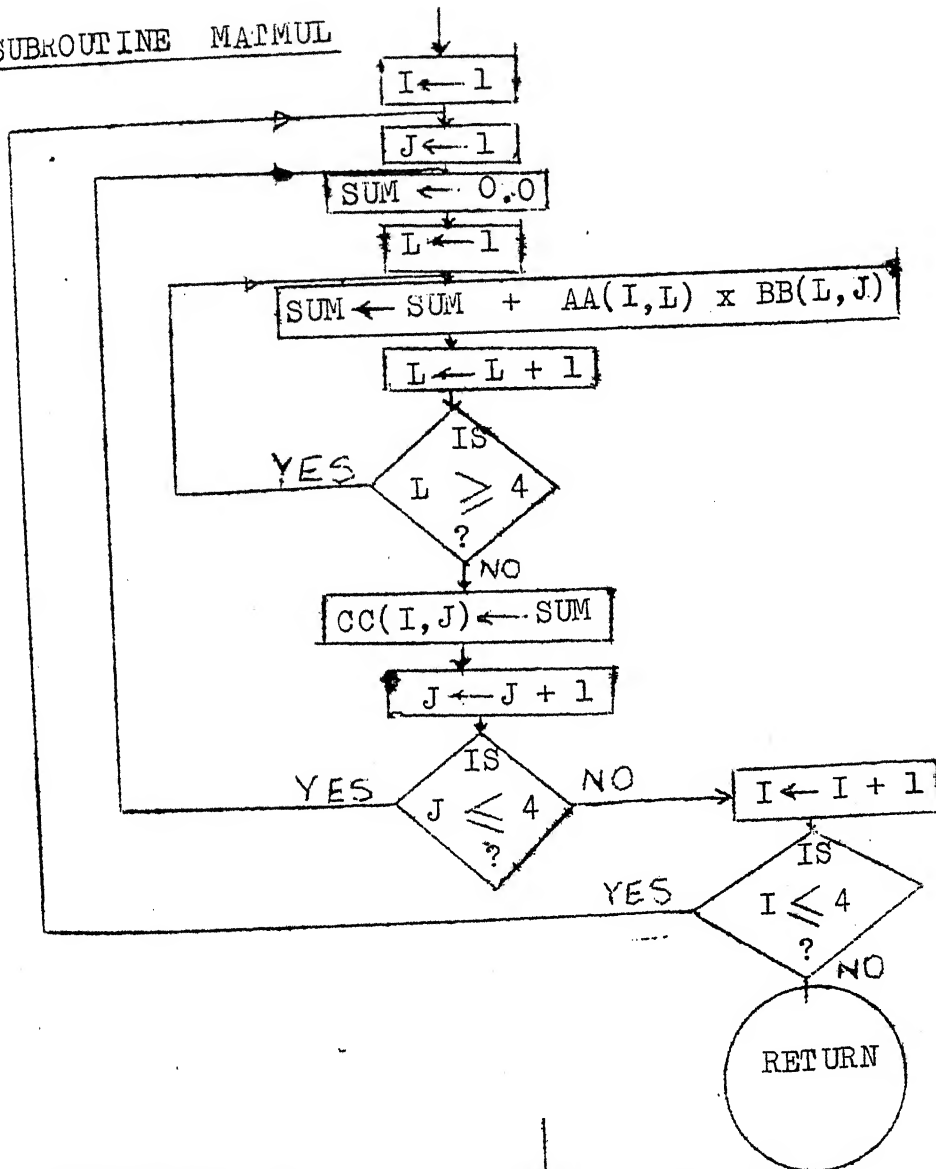 SUBROUTINE MATMUL
I ← 1
J ← 1
SUM ← 0.0
L ← 1
SUM ← SUM + AA(I,L) x BB(L,J)
L ← L + 1
IS
YES L ⩾ 4
?
NO
CC(I,J) ← SUM
J ← J + 1
IS
YES J ⩽ 4 NO I ← I + 1
?
IS
YES I ⩽ 4
?
NO
RETURN